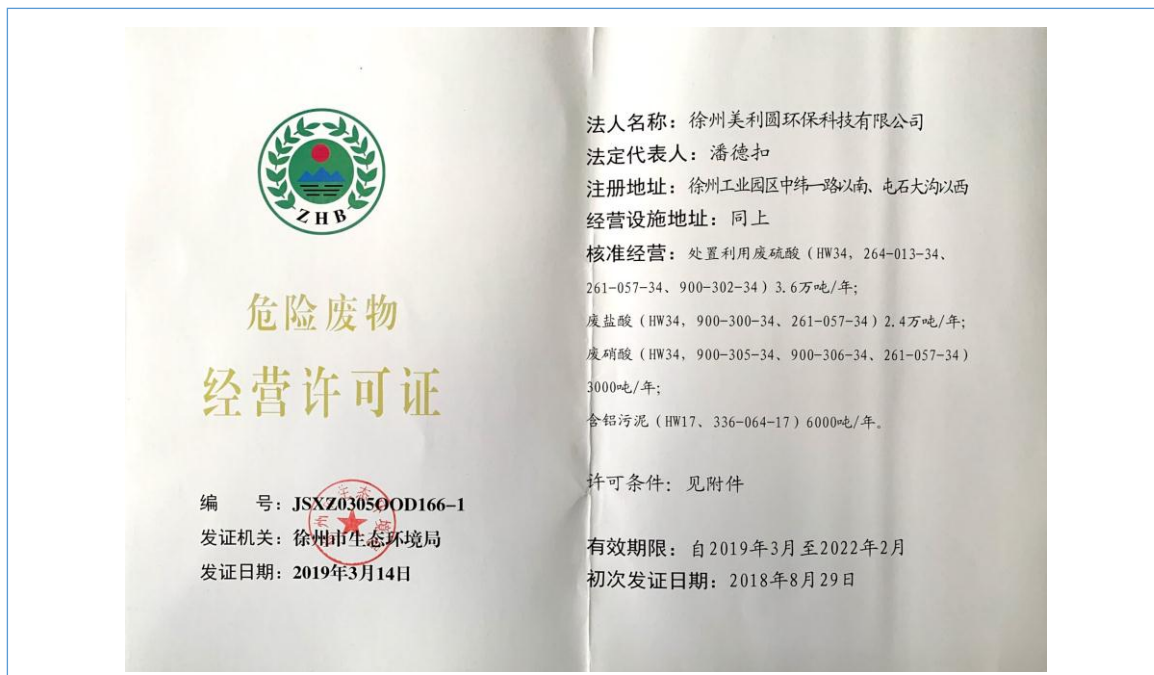 ZHB
危险废物
经营许可证
编 号：JSXZ0305OOD166-1
发证机关：徐州市生态环境局
发证日期：2019年3月14日
法人名称：徐州美利圆环保科技有限公司
法定代表人：潘德扣
注册地址：徐州工业园区中纬一路以南、屯石大沟以西
经营设施地址：同上
核准经营：处置利用废硫酸（HW34，264-013-34、
261-057-34、900-302-34）3.6万吨/年；
废盐酸（HW34，900-300-34、261-057-34）2.4万吨/年；
废硝酸（HW34，900-305-34、900-306-34、261-057-34）
3000吨/年；
含铝污泥（HW17、336-064-17）6000吨/年。
许可条件：见附件
有效期限：自2019年3月至2022年2月
初次发证日期：2018年8月29日